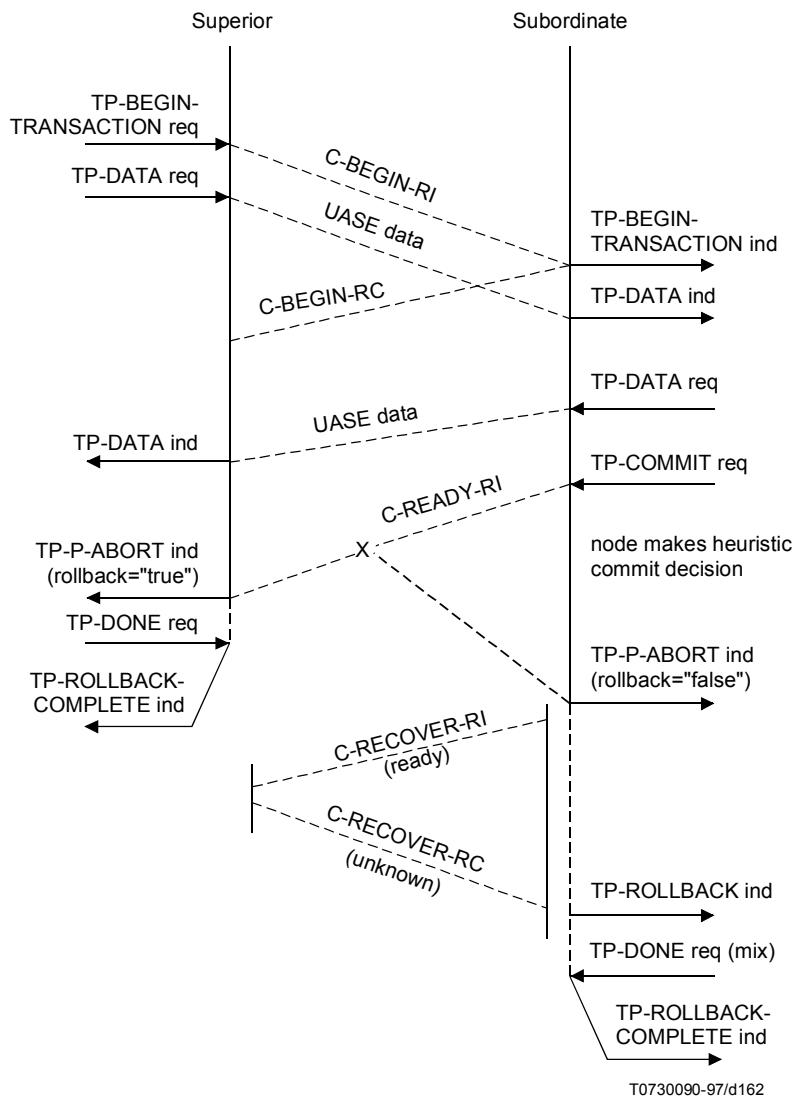 Superior
Subordinate
TP-BEGIN-
TRANSACTION req
C-BEGIN-RI
TP-DATA req
UASE data
TP-BEGIN-
TRANSACTION ind
C-BEGIN-RC
TP-DATA ind
TP-DATA req
UASE data
TP-DATA ind
TP-COMMIT req
C-READY-RI
X
node makes heuristic
commit decision
TP-P-ABORT ind
(rollback="true")
TP-DONE req
TP-P-ABORT ind
(rollback="false")
TP-ROLLBACK-
COMPLETE ind
C-RECOVER-RI
(ready)
C-RECOVER-RC
(unknown)
TP-ROLLBACK ind
TP-DONE req (mix)
TP-ROLLBACK-
COMPLETE ind
T0730090-97/d162